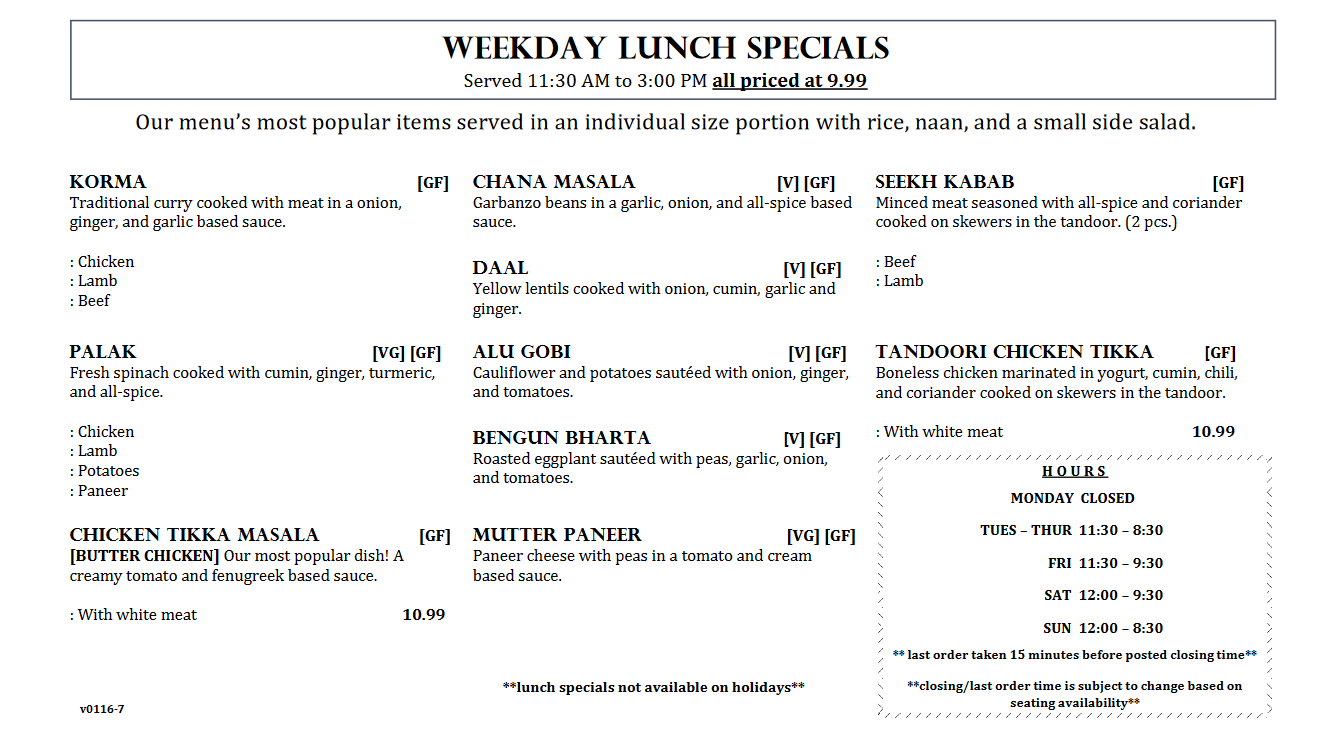 WEEKDAY LUNCH SPECIALS
Served 11:30 AM to 3:00 PM all priced at 9.99
Our menu's most popular items served in an individual size portion with rice, naan, and a small side salad.
KORMA [GF]
Traditional curry cooked with meat in a onion,
ginger, and garlic based sauce.
: Chicken
: Lamb
: Beef
PALAK [VG] [GF]
Fresh spinach cooked with cumin, ginger, turmeric,
and all-spice.
: Chicken
: Lamb
: Potatoes
: Paneer
CHICKEN TIKKA MASALA [GF]
[BUTTER CHICKEN] Our most popular dish! A
creamy tomato and fenugreek based sauce.
: With white meat 10.99
v0116-7
CHANA MASALA [V] [GF]
Garbanzo beans in a garlic, onion, and all-spice based
sauce.
DAAL [V] [GF]
Yellow lentils cooked with onion, cumin, garlic and
ginger.
ALU GOBI [V] [GF]
Cauliflower and potatoes sautéed with onion, ginger,
and tomatoes.
BENGUN BHARTA [V] [GF]
Roasted eggplant sautéed with peas, garlic, onion,
and tomatoes.
MUTTER PANEER [VG] [GF]
Paneer cheese with peas in a tomato and cream
based sauce.
**lunch specials not available on holidays**
SEEKH KABAB [GF]
Minced meat seasoned with all-spice and coriander
cooked on skewers in the tandoor. (2 pcs.)
: Beef
: Lamb
TANDOORI CHICKEN TIKKA [GF]
Boneless chicken marinated in yogurt, cumin, chili,
and coriander cooked on skewers in the tandoor.
: With white meat 10.99
HOURS
MONDAY CLOSED
TUES – THUR 11:30 – 8:30
FRI 11:30 – 9:30
SAT 12:00 – 9:30
SUN 12:00 – 8:30
** last order taken 15 minutes before posted closing time**
**closing/last order time is subject to change based on
seating availability**